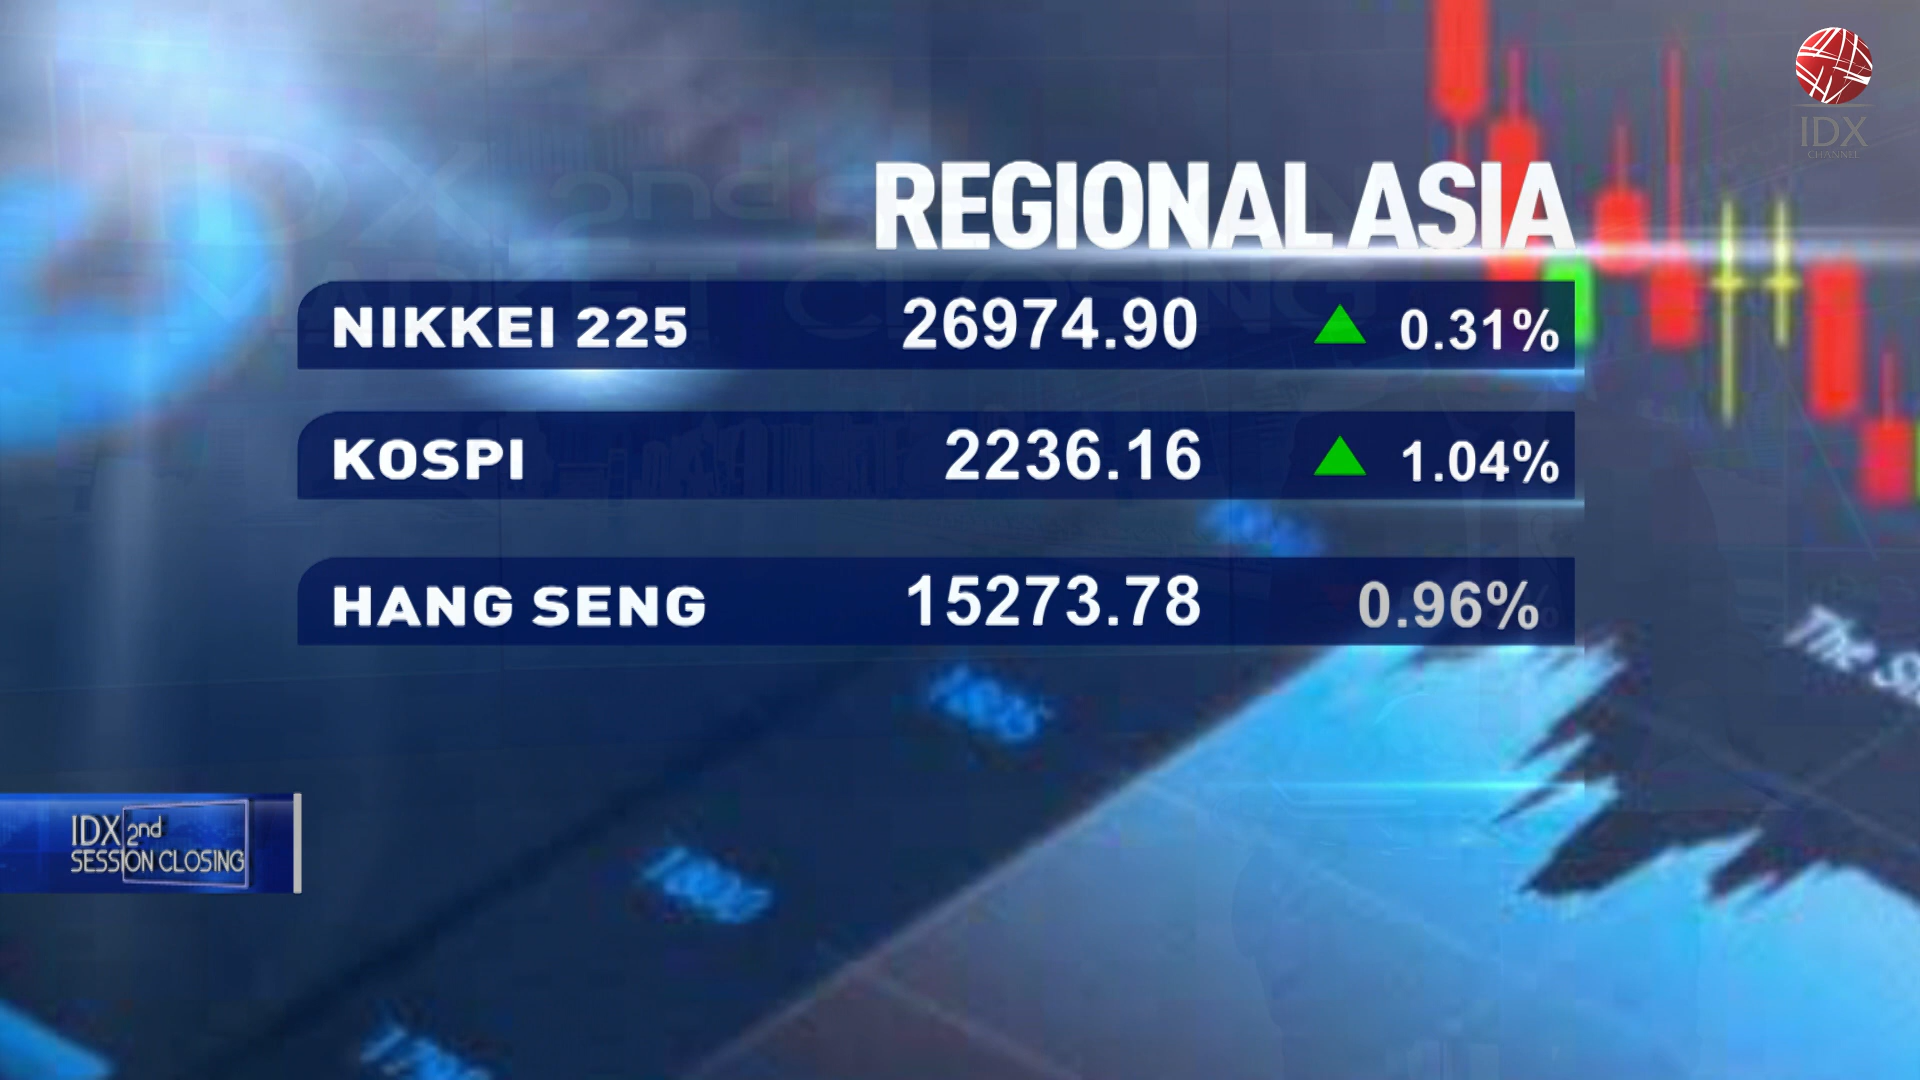 IDX
CHANNEL
REGIONAL ASIA
NIKKEI 225 26974.90 ▲ 0.31%
KOSPI 2236.16 ▲ 1.04%
HANG SENG 15273.78 0.96%
The
IDX 2nd
SESSION CLOSING